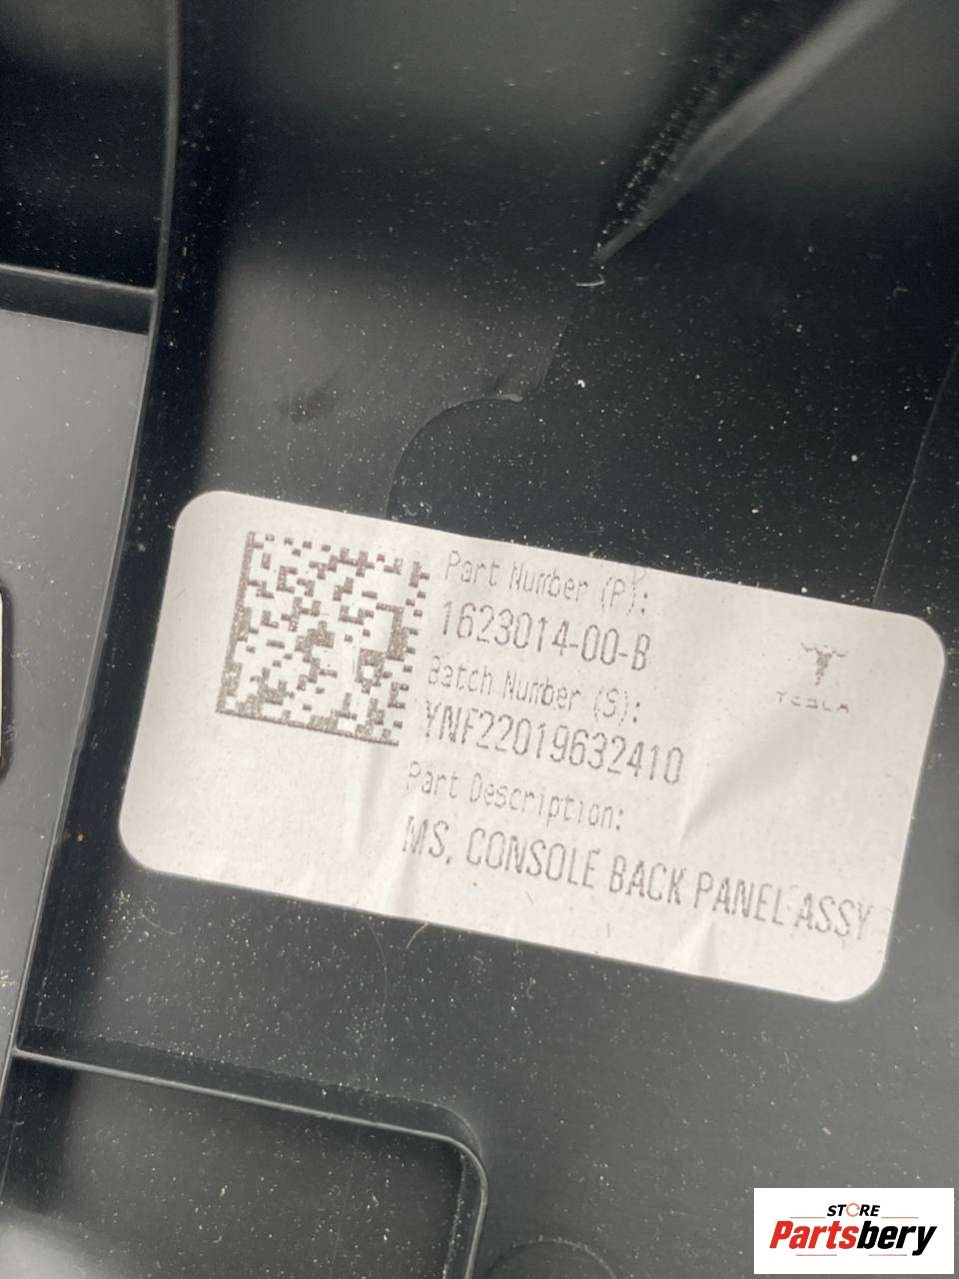 Part Number (P):
1623014-00-B
Batch Number (S):
YNF22019632410
Part Description:
MS, CONSOLE BACK PANEL ASSY
TESLA
STORE
Partsbery